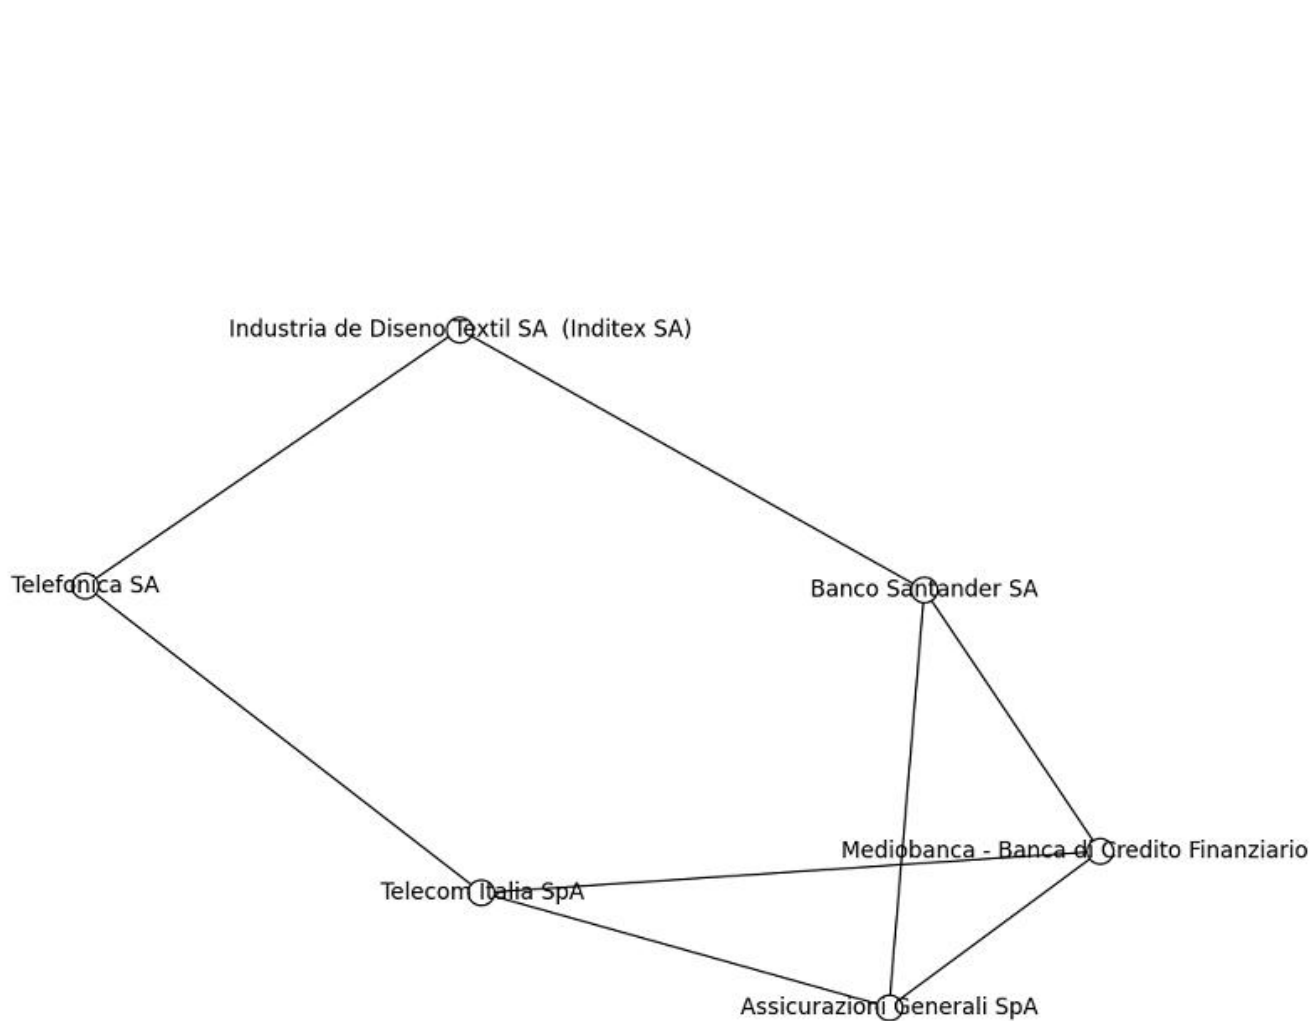 Industria de Diseno Textil SA  (Inditex SA)
Telefonica SA
Banco Santander SA
Mediobanca - Banca di Credito Finanziario
Telecom Italia SpA
Assicurazioni Generali SpA